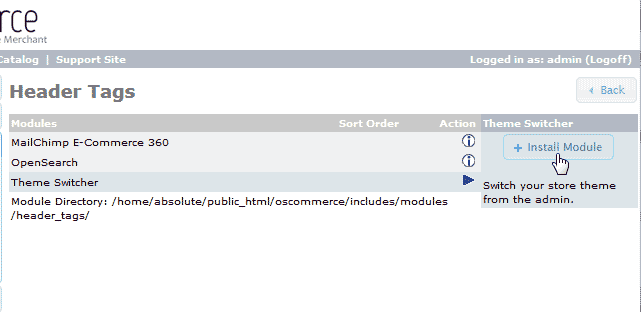 rce
e Merchant
Catalog | Support Site
Logged in as: admin (Logoff)
Header Tags
Back
Modules Sort Order Action Theme Switcher
MailChimp E-Commerce 360
+ Install Module
OpenSearch
Theme Switcher
Switch your store theme
from the admin.
Module Directory: /home/absolute/public_html/oscommerce/includes/modules
/header_tags/